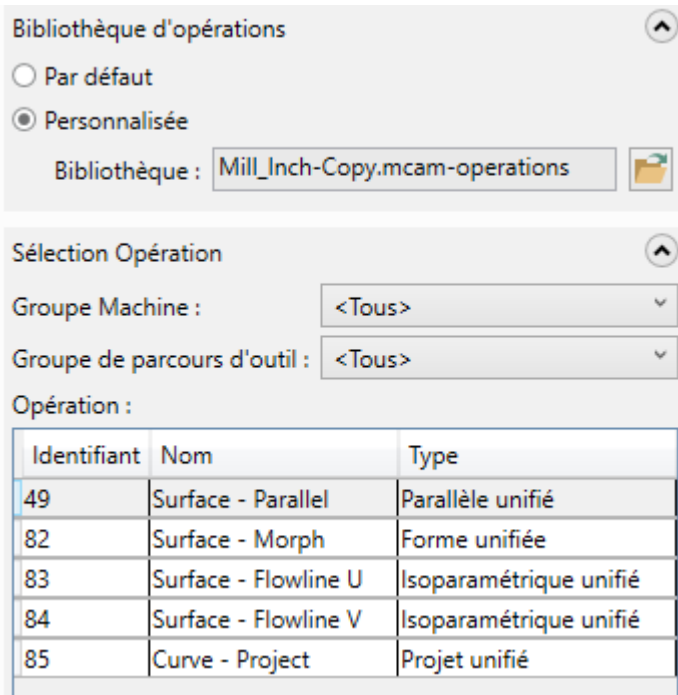 Bibliothèque d'opérations
Par défaut
Personnalisée
Bibliothèque : Mill_Inch-Copy.mcam-operations
Sélection Opération
Groupe Machine : <Tous>
Groupe de parcours d'outil : <Tous>
Opération :
Identifiant Nom Type
49 Surface - Parallel Parallèle unifié
82 Surface - Morph Forme unifiée
83 Surface - Flowline U Isoparamétrique unifié
84 Surface - Flowline V Isoparamétrique unifié
85 Curve - Project Projet unifié